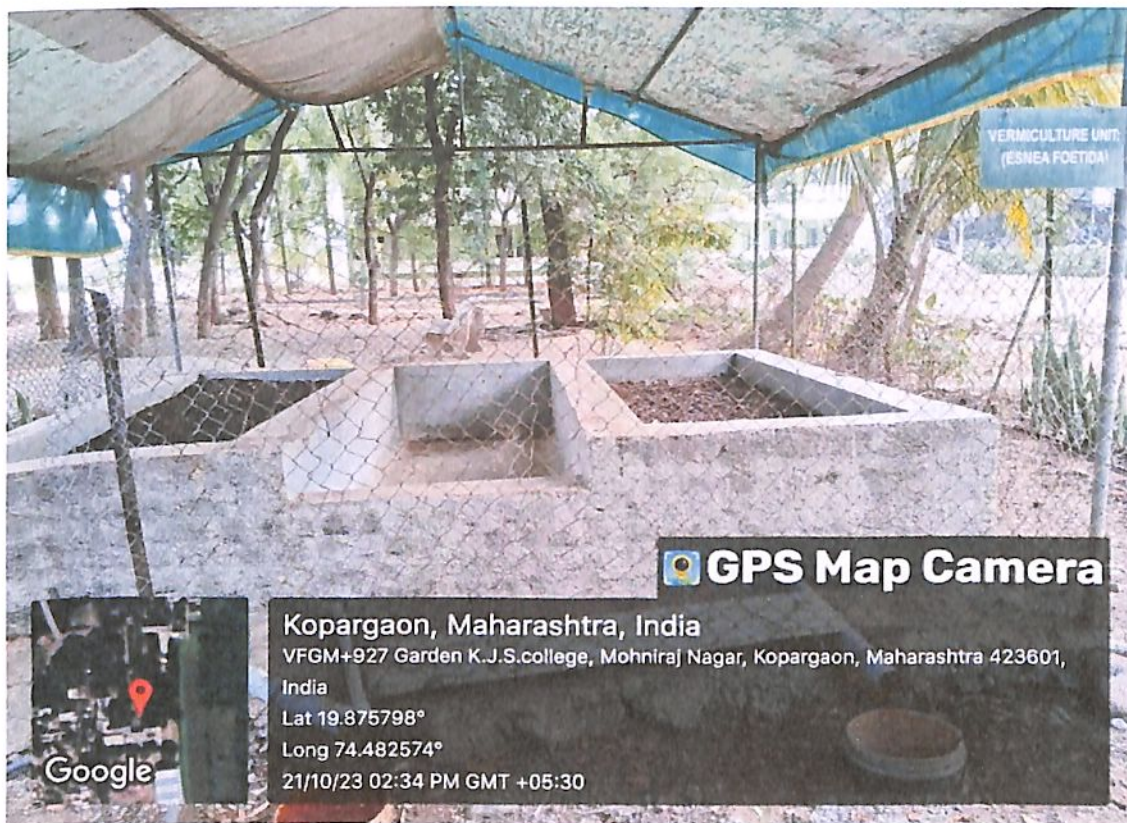 VERMICULTURE UNIT:
(ESNEA FOETIDA)
GPS Map Camera
Kopargaon, Maharashtra, India
VFGM+927 Garden K.J.S.college, Mohniraj Nagar, Kopargaon, Maharashtra 423601,
India
Lat 19.875798°
Long 74.482574°
21/10/23 02:34 PM GMT +05:30
Google